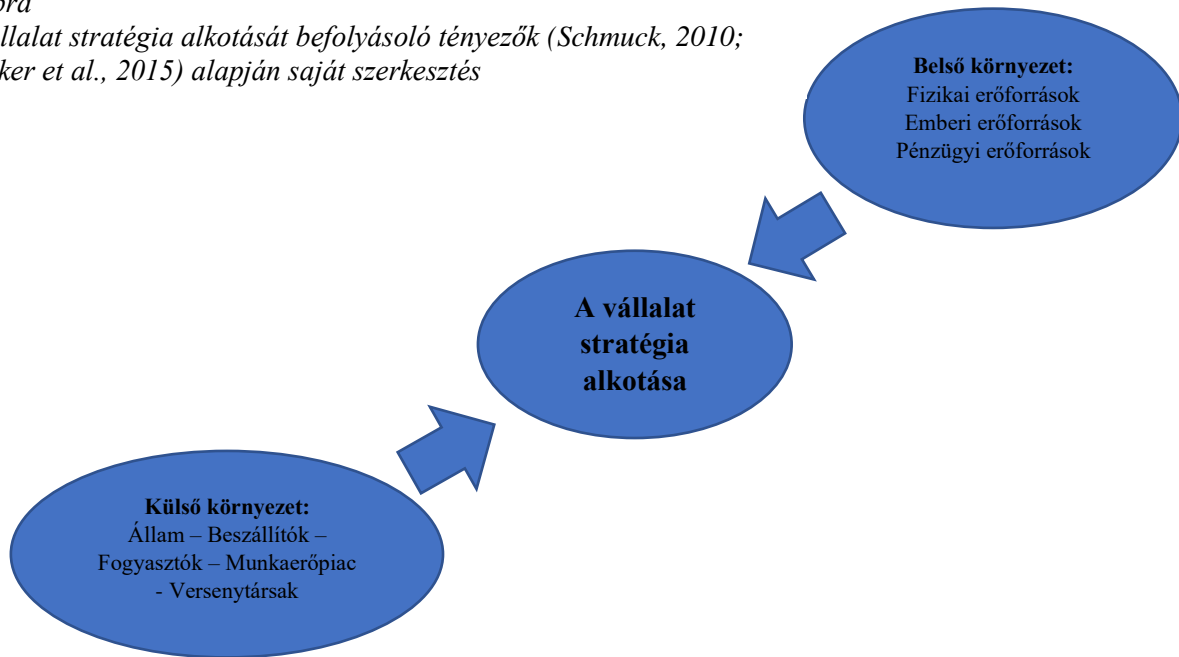 állalat stratégia alkotását befolyásoló tényezők (Schmuck, 2010;
ker et al., 2015) alapján saját szerkesztés
Belső környezet:
Fizikai erőforrások
Emberi erőforrások
Pénzügyi erőforrások
A vállalat
stratégia
alkotása
Külső környezet:
Állam – Beszállítók –
Fogyasztók – Munkaerőpiac
- Versenytársak